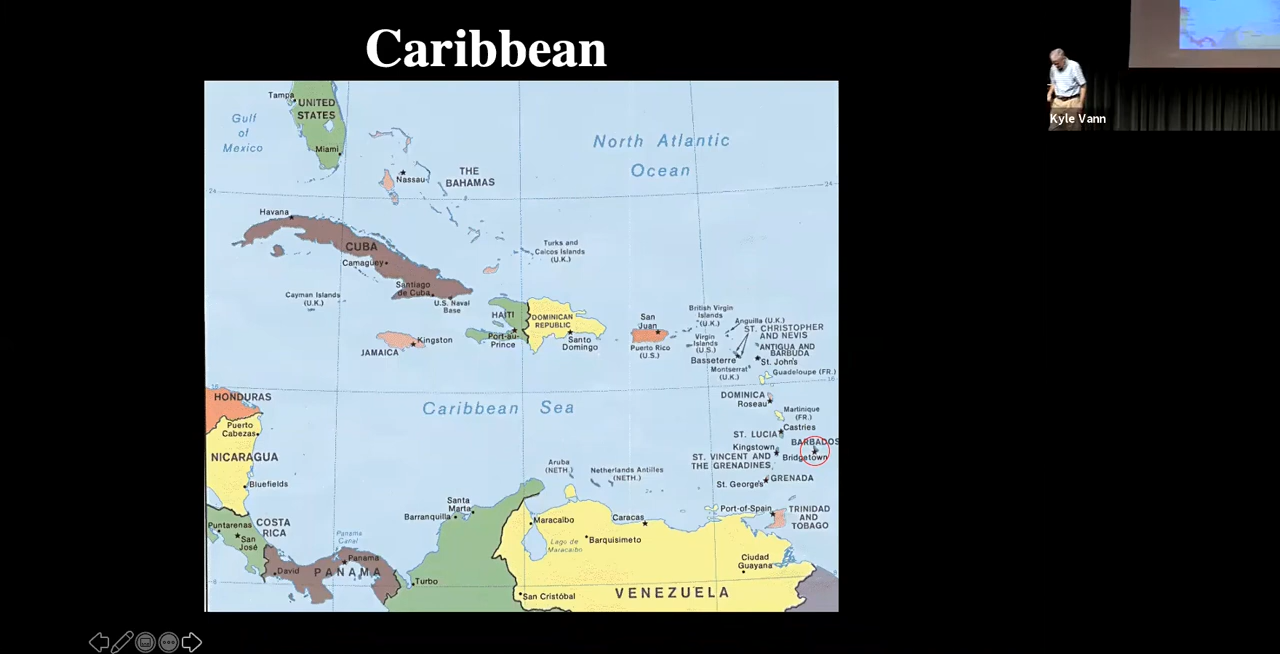 Caribbean
Kyle Vann
Tampa
UNITED
STATES
Gulf
of
Mexico
Miami
North Atlantic
Ocean
Nassau
THE
BAHAMAS
24
24
Havana
CUBA
Camagüey
Santiago
de Cuba
U.S. Naval
Base
Turks and
Caicos Islands
(U.K.)
Cayman Islands
(U.K.)
HAITI
Port-au-
Prince
DOMINICAN
REPUBLIC
Santo
Domingo
JAMAICA
Kingston
San
Juan
Puerto Rico
(U.S.)
British Virgin
Islands
(U.K.)
Virgin
Islands
(U.S.)
Anguilla (U.K.)
ST. CHRISTOPHER
AND NEVIS
Basseterre
ANTIGUA AND
BARBUDA
St. John's
Montserrat
(U.K.)
Guadeloupe (FR.)
16
16
DOMINICA
Roseau
Martinique
(FR.)
Castries
ST. LUCIA
BARBADOS
Bridgetown
Kingstown
ST. VINCENT AND
THE GRENADINES
GRENADA
St. George's
Caribbean Sea
HONDURAS
Puerto
Cabezas
NICARAGUA
Bluefields
Aruba
(NETH.)
Netherlands Antilles
(NETH.)
Port-of-Spain
TRINIDAD
AND
TOBAGO
Santa
Marta
Barranquilla
Maracaibo
Caracas
Barquisimeto
Lago de
Maracaibo
Ciudad
Guayana
Puntarenas
COSTA
RICA
San
José
Panama
Canal
Panama
David
PANAMA
Turbo
8
San Cristóbal
VENEZUELA